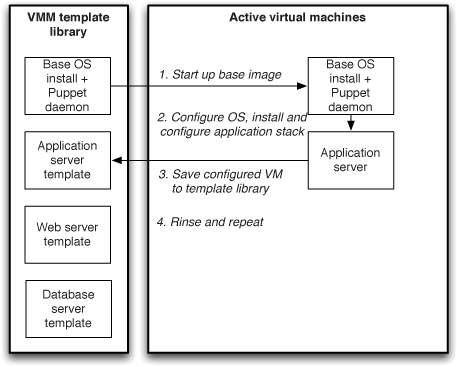 VMM template
library
Active virtual machines
Base OS
install +
Puppet
daemon
1. Start up base image
Base OS
install +
Puppet
daemon
2. Configure OS, install and
configure application stack
Application
server
template
Application
server
3. Save configured VM
to template library
Web server
template
4. Rinse and repeat
Database
server
template